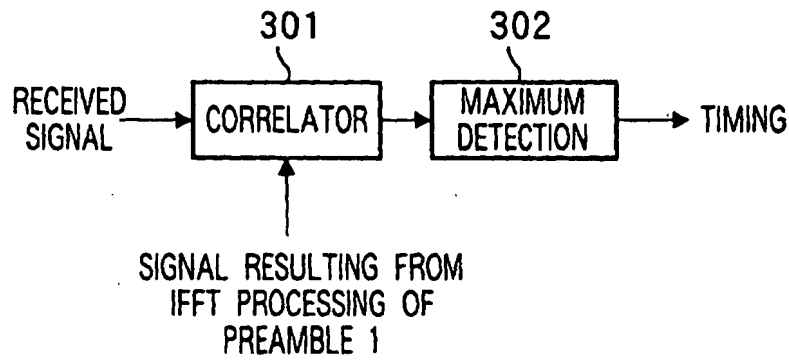 301
302
RECEIVED
SIGNAL
CORRELATOR
MAXIMUM
DETECTION
TIMING
SIGNAL RESULTING FROM
IFFT PROCESSING OF
PREAMBLE 1